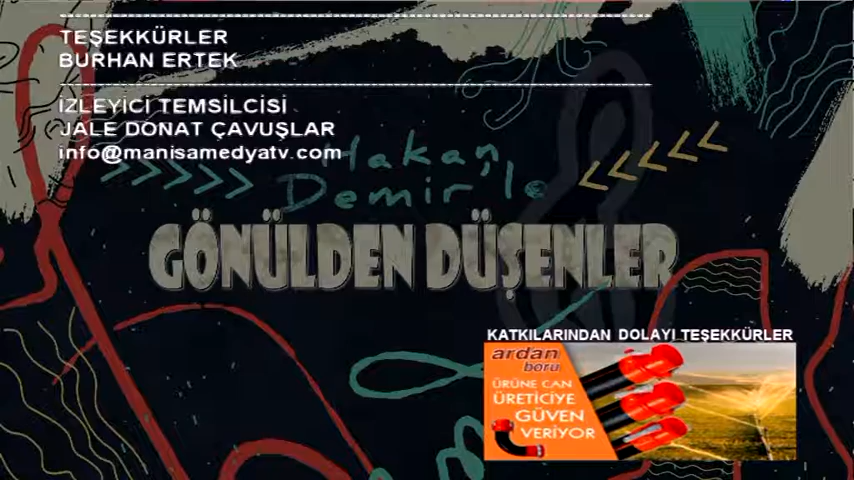 TEŞEKKÜRLER
BURHAN ERTEK
İZLEYİCİ TEMSİLCİSİ
JALE DONAT ÇAVUŞLAR
info@manisamedyatv.com
Hakan
Demir'le
GÖNÜLDEN DÜŞENLER
KATKILARINDAN DOLAYI TEŞEKKÜRLER
ardan
boru
ÜRÜNE CAN
ÜRETİCİYE
GÜVEN
VERİYOR